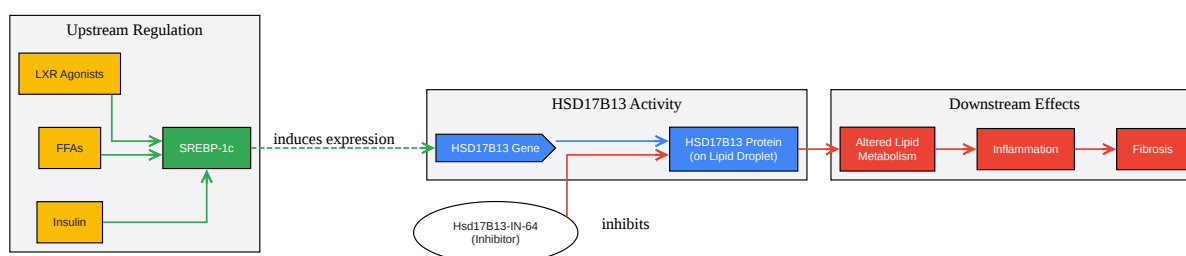 Upstream Regulation
LXR Agonists
FFAs
SREBP-1c
Insulin
induces expression
HSD17B13 Activity
HSD17B13 Gene
HSD17B13 Protein
(on Lipid Droplet)
Hsd17B13-IN-64
(Inhibitor)
inhibits
Downstream Effects
Altered Lipid
Metabolism
Inflammation
Fibrosis